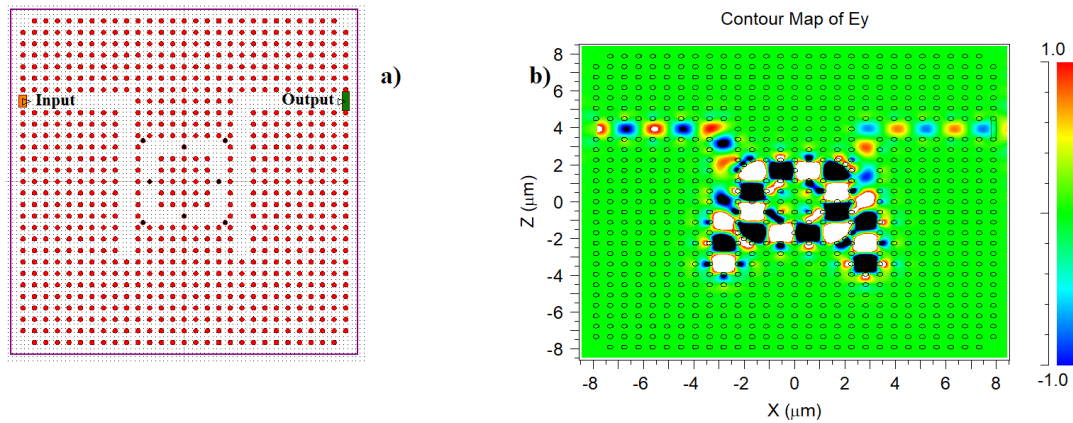 a)
Input
Output
b)
Contour Map of Ey
1.0
-1.0
8
6
4
2
0
-2
-4
-6
-8
Z (μm)
-8 -6 -4 -2 0 2 4 6 8
X (μm)